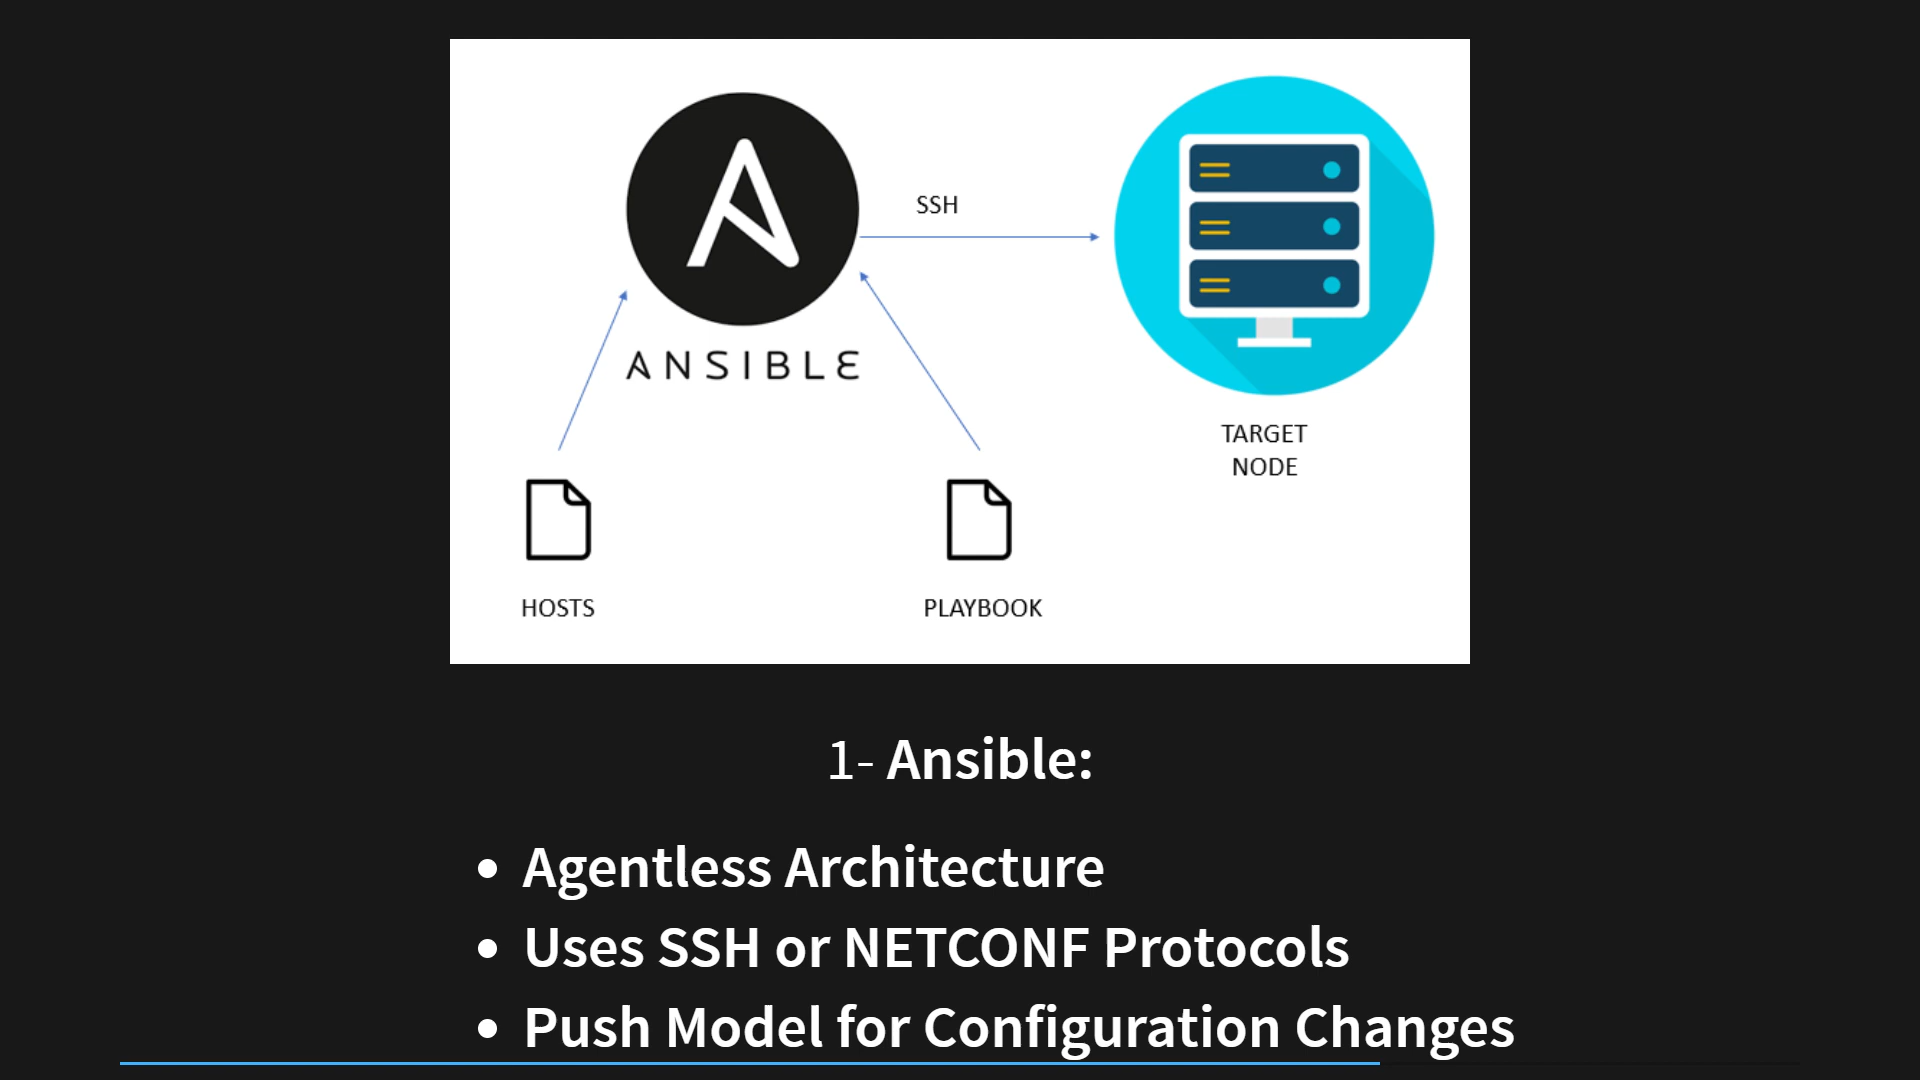 SSH
ANSIBLE
TARGET
NODE
HOSTS
PLAYBOOK
1- Ansible:
• Agentless Architecture
• Uses SSH or NETCONF Protocols
• Push Model for Configuration Changes